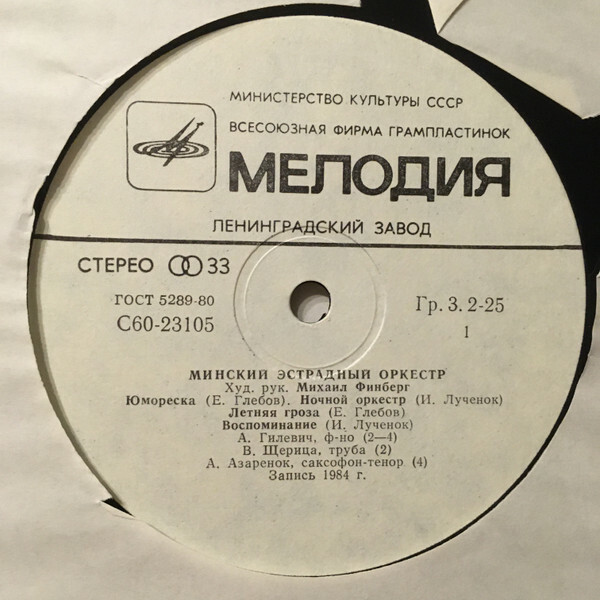 МИНИСТЕРСТВО КУЛЬТУРЫ СССР
ВСЕСОЮЗНАЯ ФИРМА ГРАМПЛАСТИНОК
МЕЛОДИЯ
ЛЕНИНГРАДСКИЙ ЗАВОД
СТЕРЕО 33
ГОСТ 5289-80
С60-23105
Гр. 3. 2-25
1
МИНСКИЙ ЭСТРАДНЫЙ ОРКЕСТР
Худ. рук. Михаил Финберг
Юмореска (Е. Глебов). Ночной оркестр (И. Лученок)
Летняя гроза (Е. Глебов)
Воспоминание (И. Лученок)
А. Гилевич, ф-но (2—4)
В. Щерица, труба (2)
А. Азаренок, саксофон-тенор (4)
Запись 1984 г.